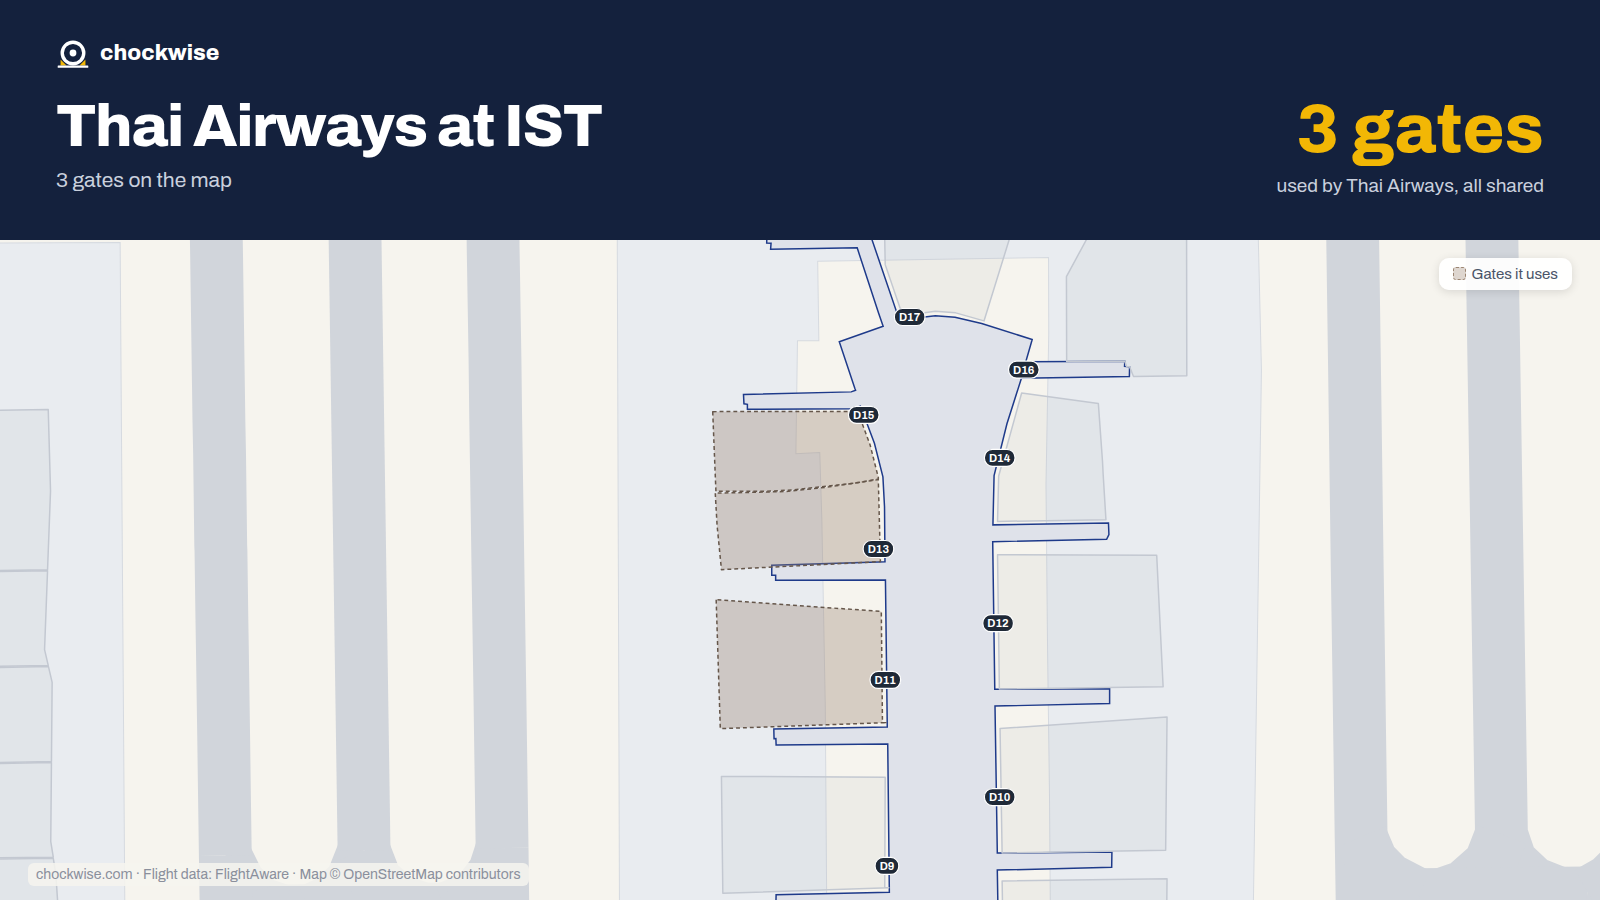 chockwise
Thai Airways at IST
3 gates on the map
3 gates
used by Thai Airways, all shared
Gates it uses
D17
D16
D15
D14
D13
D12
D11
D10
D9
chockwise.com · Flight data: FlightAware · Map © OpenStreetMap contributors